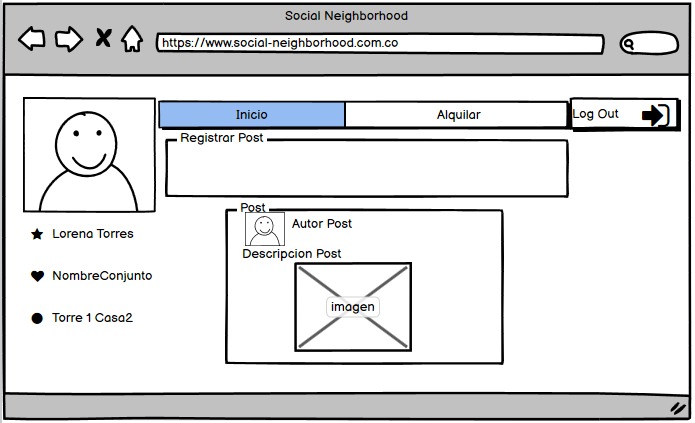 Social Neighborhood
https://www.social-neighborhood.com.co
Inicio
Alquilar
Log Out
Registrar Post
Post
Autor Post
Descripcion Post
imagen
Lorena Torres
NombreConjunto
Torre 1 Casa2